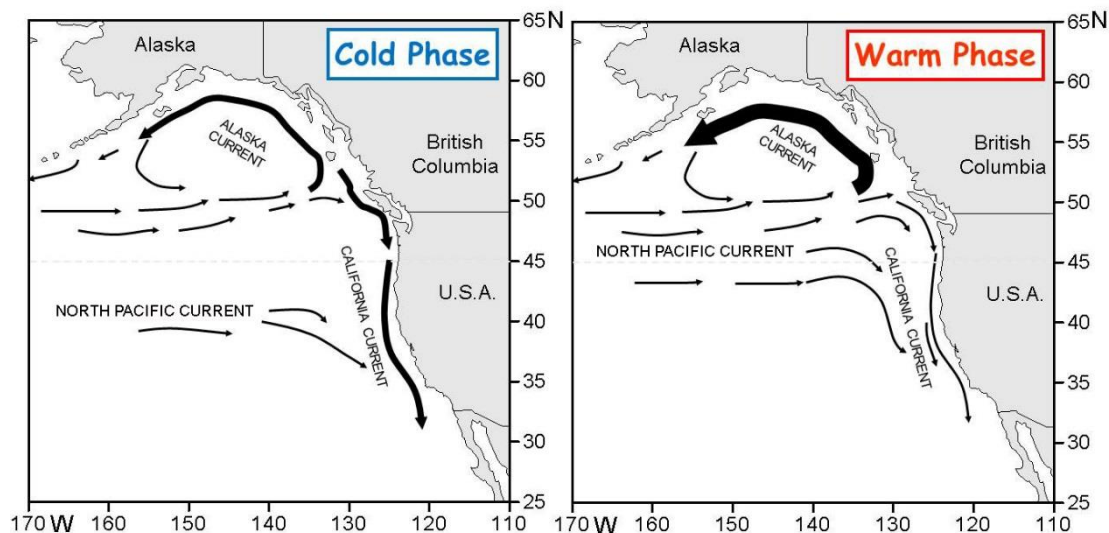 Cold Phase
Alaska
65 N
60
55
50
45
40
35
30
25
British
Columbia
ALASKA
CURRENT
U.S.A.
CALIFORNIA CURRENT
NORTH PACIFIC CURRENT
170 W 160 150 140 130 120 110
Warm Phase
Alaska
65 N
60
55
50
45
40
35
30
25
British
Columbia
ALASKA
CURRENT
NORTH PACIFIC CURRENT
CALIFORNIA
CURRENT
U.S.A.
170 W 160 150 140 130 120 110